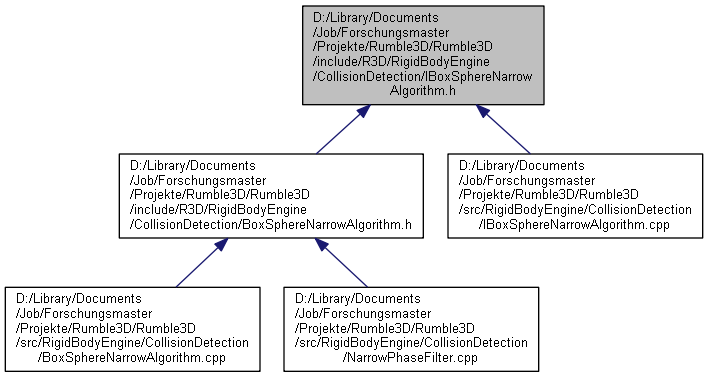 D:/Library/Documents
/Job/Forschungsmaster
/Projekte/Rumble3D/Rumble3D
/include/R3D/RigidBodyEngine
/CollisionDetection/IBoxSphereNarrow
Algorithm.h
D:/Library/Documents
/Job/Forschungsmaster
/Projekte/Rumble3D/Rumble3D
/include/R3D/RigidBodyEngine
/CollisionDetection/BoxSphereNarrowAlgorithm.h
D:/Library/Documents
/Job/Forschungsmaster
/Projekte/Rumble3D/Rumble3D
/src/RigidBodyEngine/CollisionDetection
/IBoxSphereNarrowAlgorithm.cpp
D:/Library/Documents
/Job/Forschungsmaster
/Projekte/Rumble3D/Rumble3D
/src/RigidBodyEngine/CollisionDetection
/BoxSphereNarrowAlgorithm.cpp
D:/Library/Documents
/Job/Forschungsmaster
/Projekte/Rumble3D/Rumble3D
/src/RigidBodyEngine/CollisionDetection
/NarrowPhaseFilter.cpp